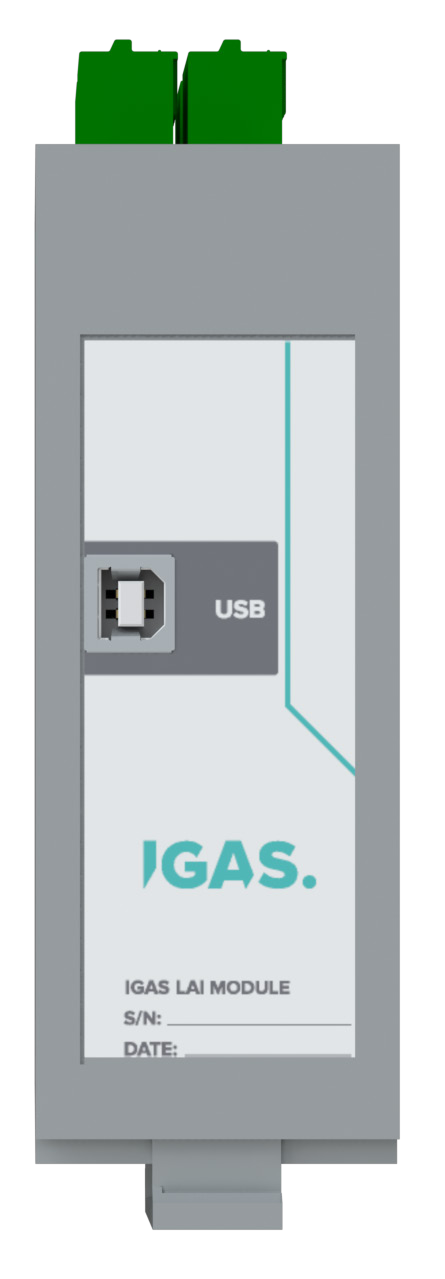 USB
IGAS.
IGAS LAI MODULE
S/N:
DATE: